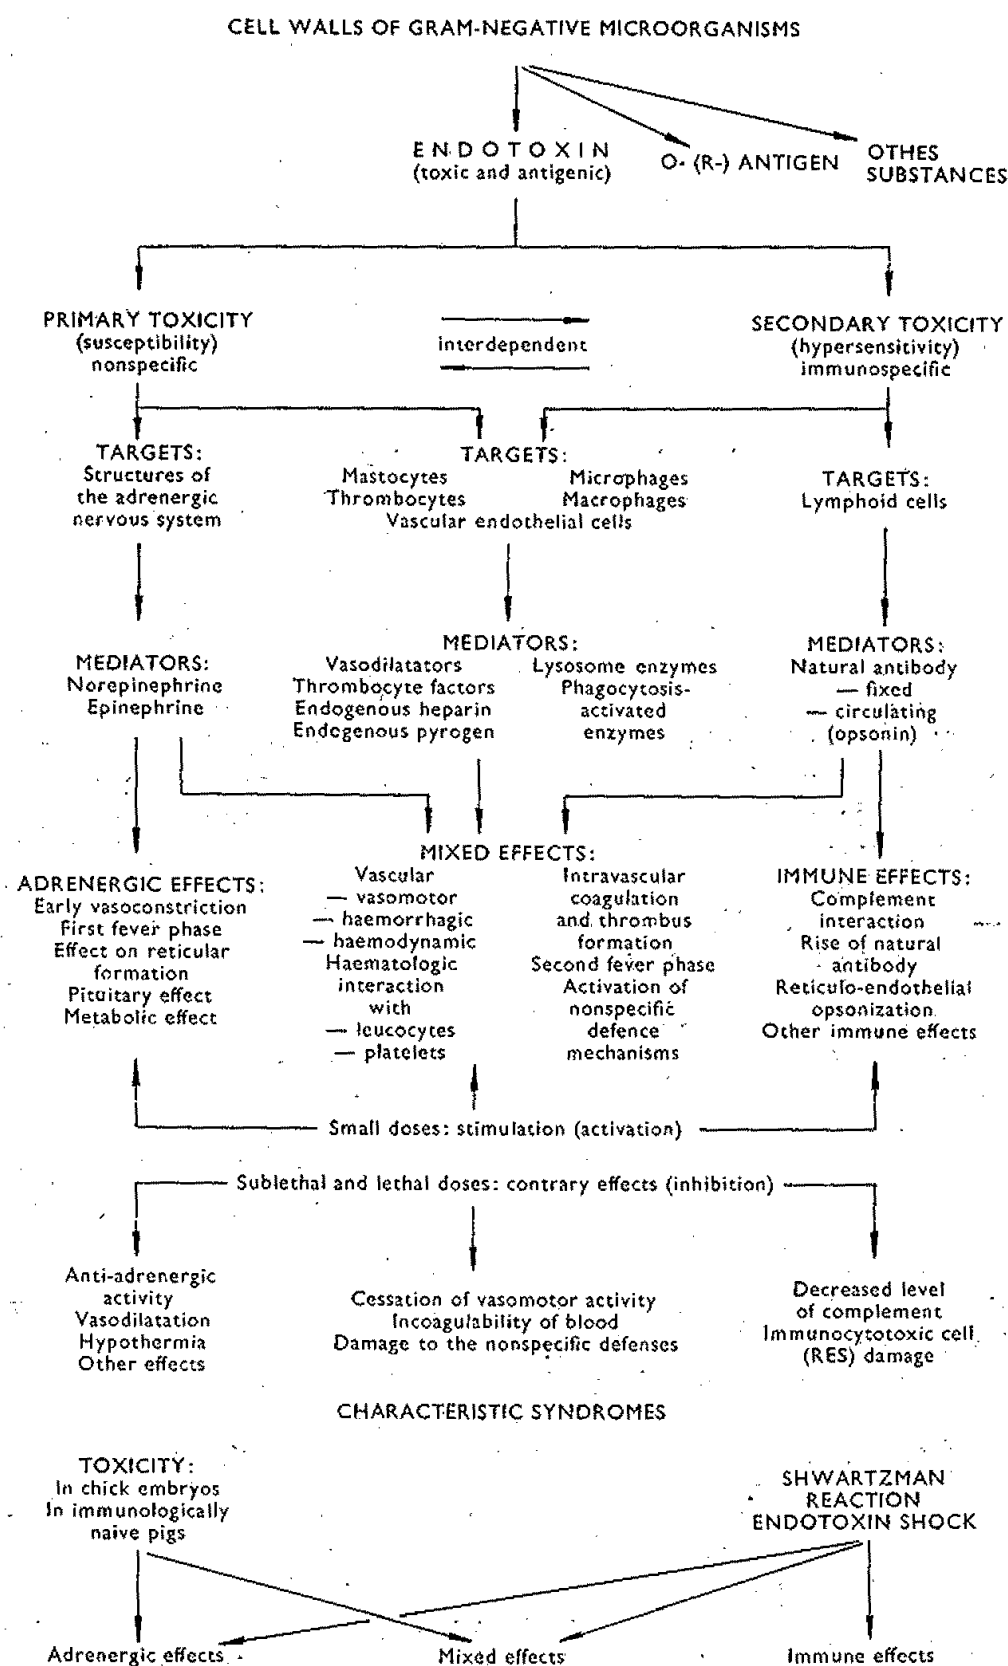 CELL WALLS OF GRAM-NEGATIVE MICROORGANISMS
ENDOTOXIN
(toxic and antigenic)
O- (R-) ANTIGEN
OTHES
SUBSTANCES
PRIMARY TOXICITY
(susceptibility)
nonspecific
interdependent
SECONDARY TOXICITY
(hypersensitivity)
immunospecific
TARGETS:
Structures of
the adrenergic
nervous system
TARGETS:
Mastocytes
Thrombocytes
Microphages
Macrophages
Vascular endothelial cells
TARGETS:
Lymphoid cells
MEDIATORS:
Norepinephrine
Epinephrine
MEDIATORS:
Vasodilatators
Thrombocyte factors
Endogenous heparin
Endogenous pyrogen
Lysosome enzymes
Phagocytosis-
activated
enzymes
MEDIATORS:
Natural antibody
— fixed
— circulating
(opsonin)
ADRENERGIC EFFECTS:
Early vasoconstriction
First fever phase
Effect on reticular
formation
Pituitary effect
Metabolic effect
MIXED EFFECTS:
Vascular
— vasomotor
— haemorrhagic
— haemodynamic
Haematologic
interaction
with
— leucocytes
— platelets
Intravascular
coagulation
and thrombus
formation
Second fever phase
Activation of
nonspecific
defence
mechanisms
IMMUNE EFFECTS:
Complement
interaction
Rise of natural
antibody
Reticulo-endothelial
opsonization
Other immune effects
Small doses: stimulation (activation)
Sublethal and lethal doses: contrary effects (inhibition)
Anti-adrenergic
activity
Vasodilatation
Hypothermia
Other effects
Cessation of vasomotor activity
Incoagulability of blood
Damage to the nonspecific defenses
Decreased level
of complement
Immunocytotoxic cell
(RES) damage
CHARACTERISTIC SYNDROMES
TOXICITY:
In chick embryos
In immunologically
naive pigs
SHWARTZMAN
REACTION
ENDOTOXIN SHOCK
Adrenergic effects
Mixed effects
Immune effects